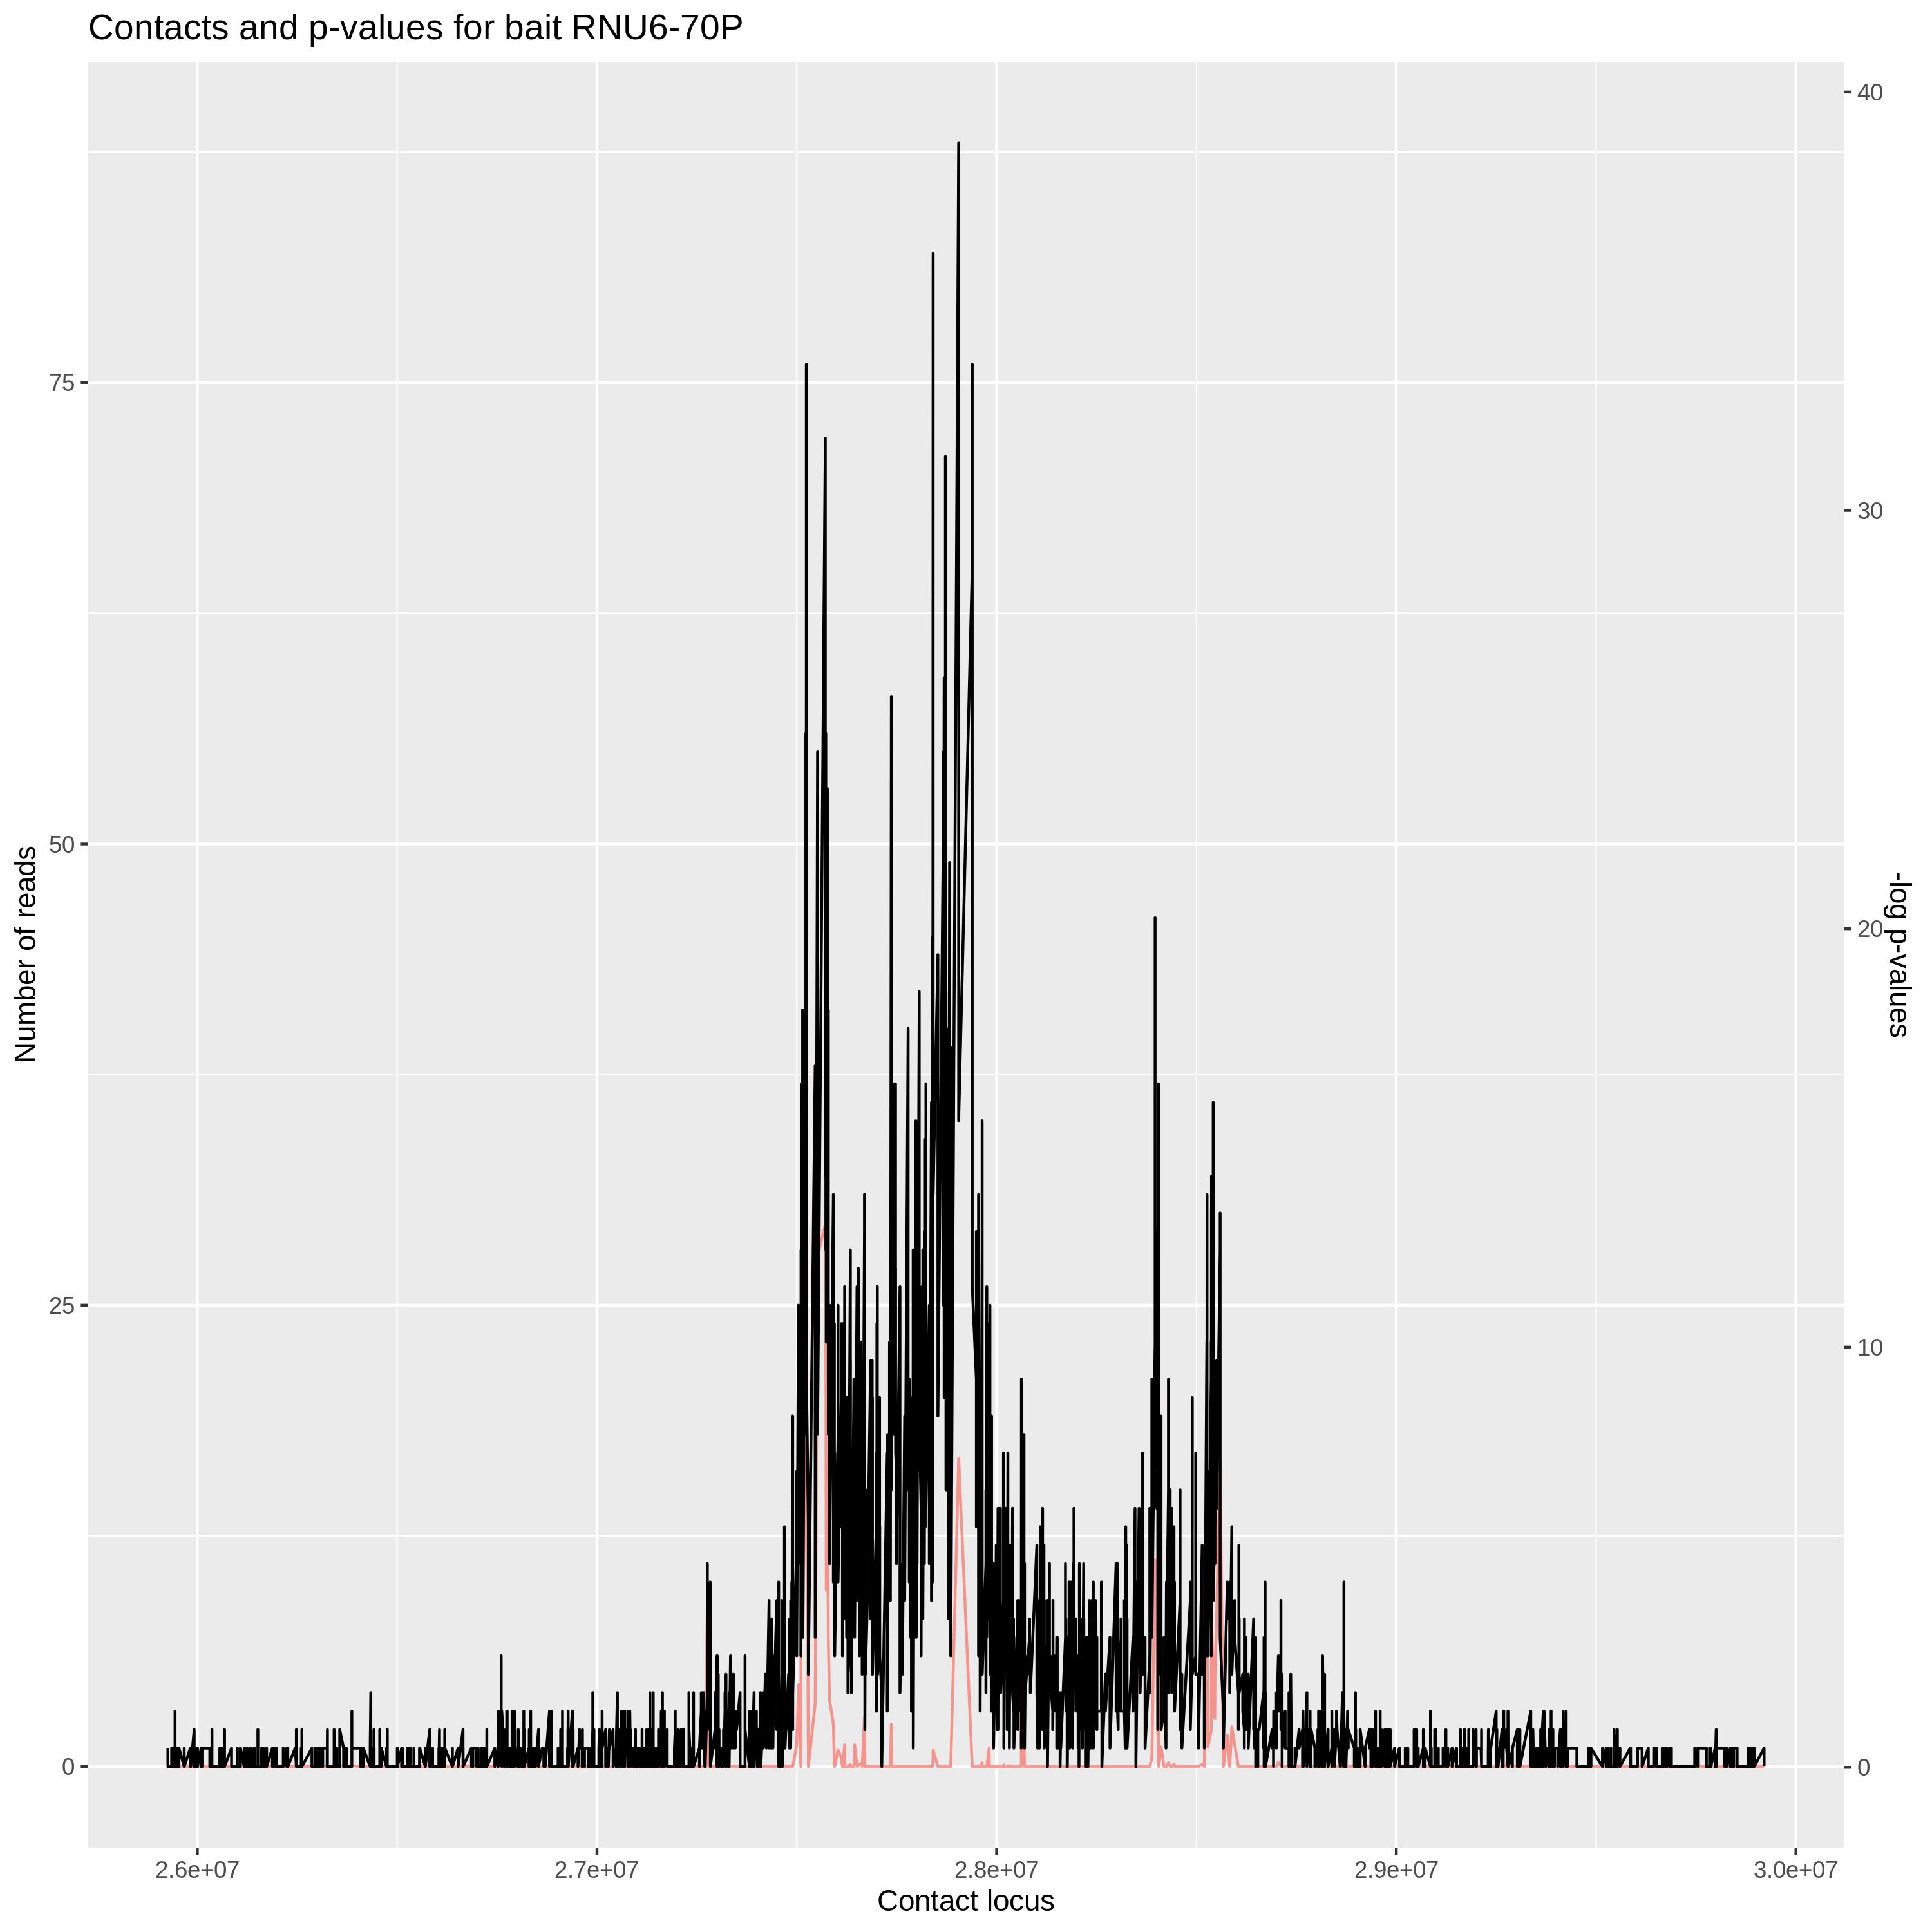 Contacts and p-values for bait RNU6-70P
40
75
30
50
20
25
10
0
0
Number of reads
-log p-values
2.6e+07
2.7e+07
2.8e+07
2.9e+07
3.0e+07
Contact locus